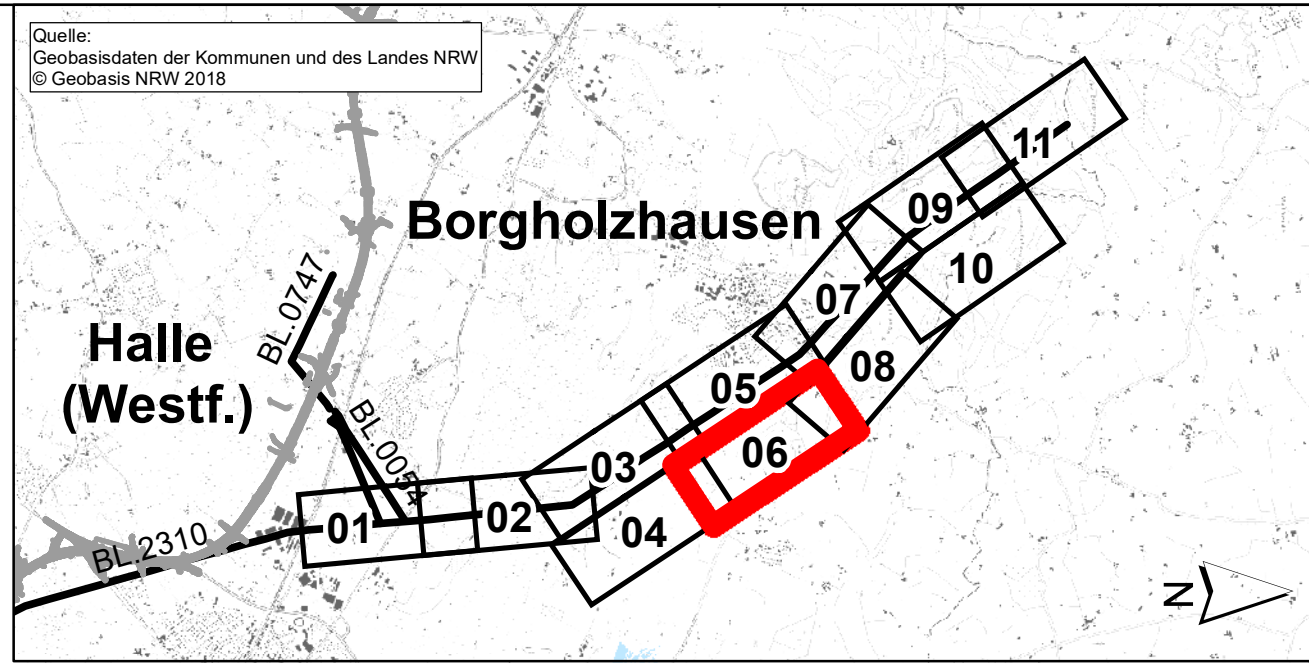 Quelle:
Geobasisdaten der Kommunen und des Landes NRW
© Geobasis NRW 2018
Borgholzhausen
Halle
(Westf.)
BL.0747
BL.0054
BL.2310
01
02
03
04
05
06
07
08
09
10
11
N